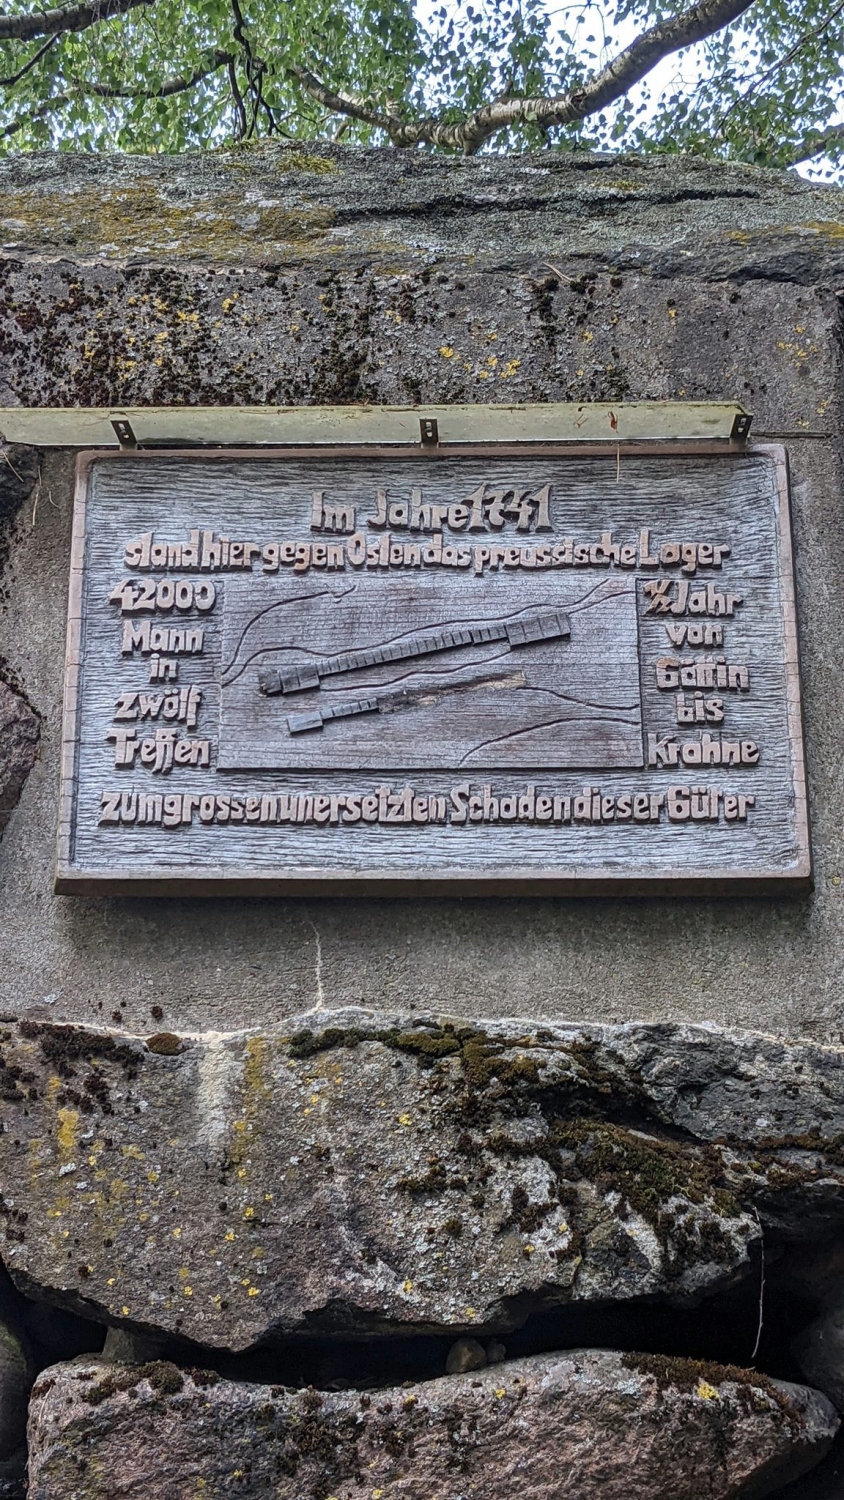 Im Jahre 1741
stand hier gegen Osten das preussische Lager
42000
Mann
in
zwölf
Treffen
½ Jahr
von
Göttin
bis
Krahne
zum grossen unersetzten Schaden dieser Güter